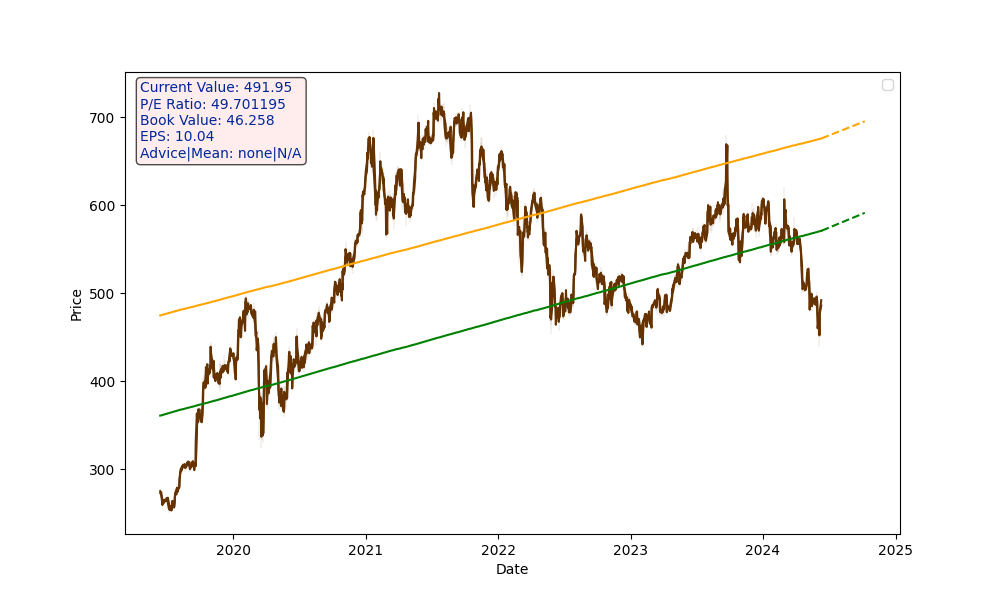 Current Value: 491.95
P/E Ratio: 49.701195
Book Value: 46.258
EPS: 10.04
Advice|Mean: none|N/A
700
600
500
400
300
Price
2020 2021 2022 2023 2024 2025
Date